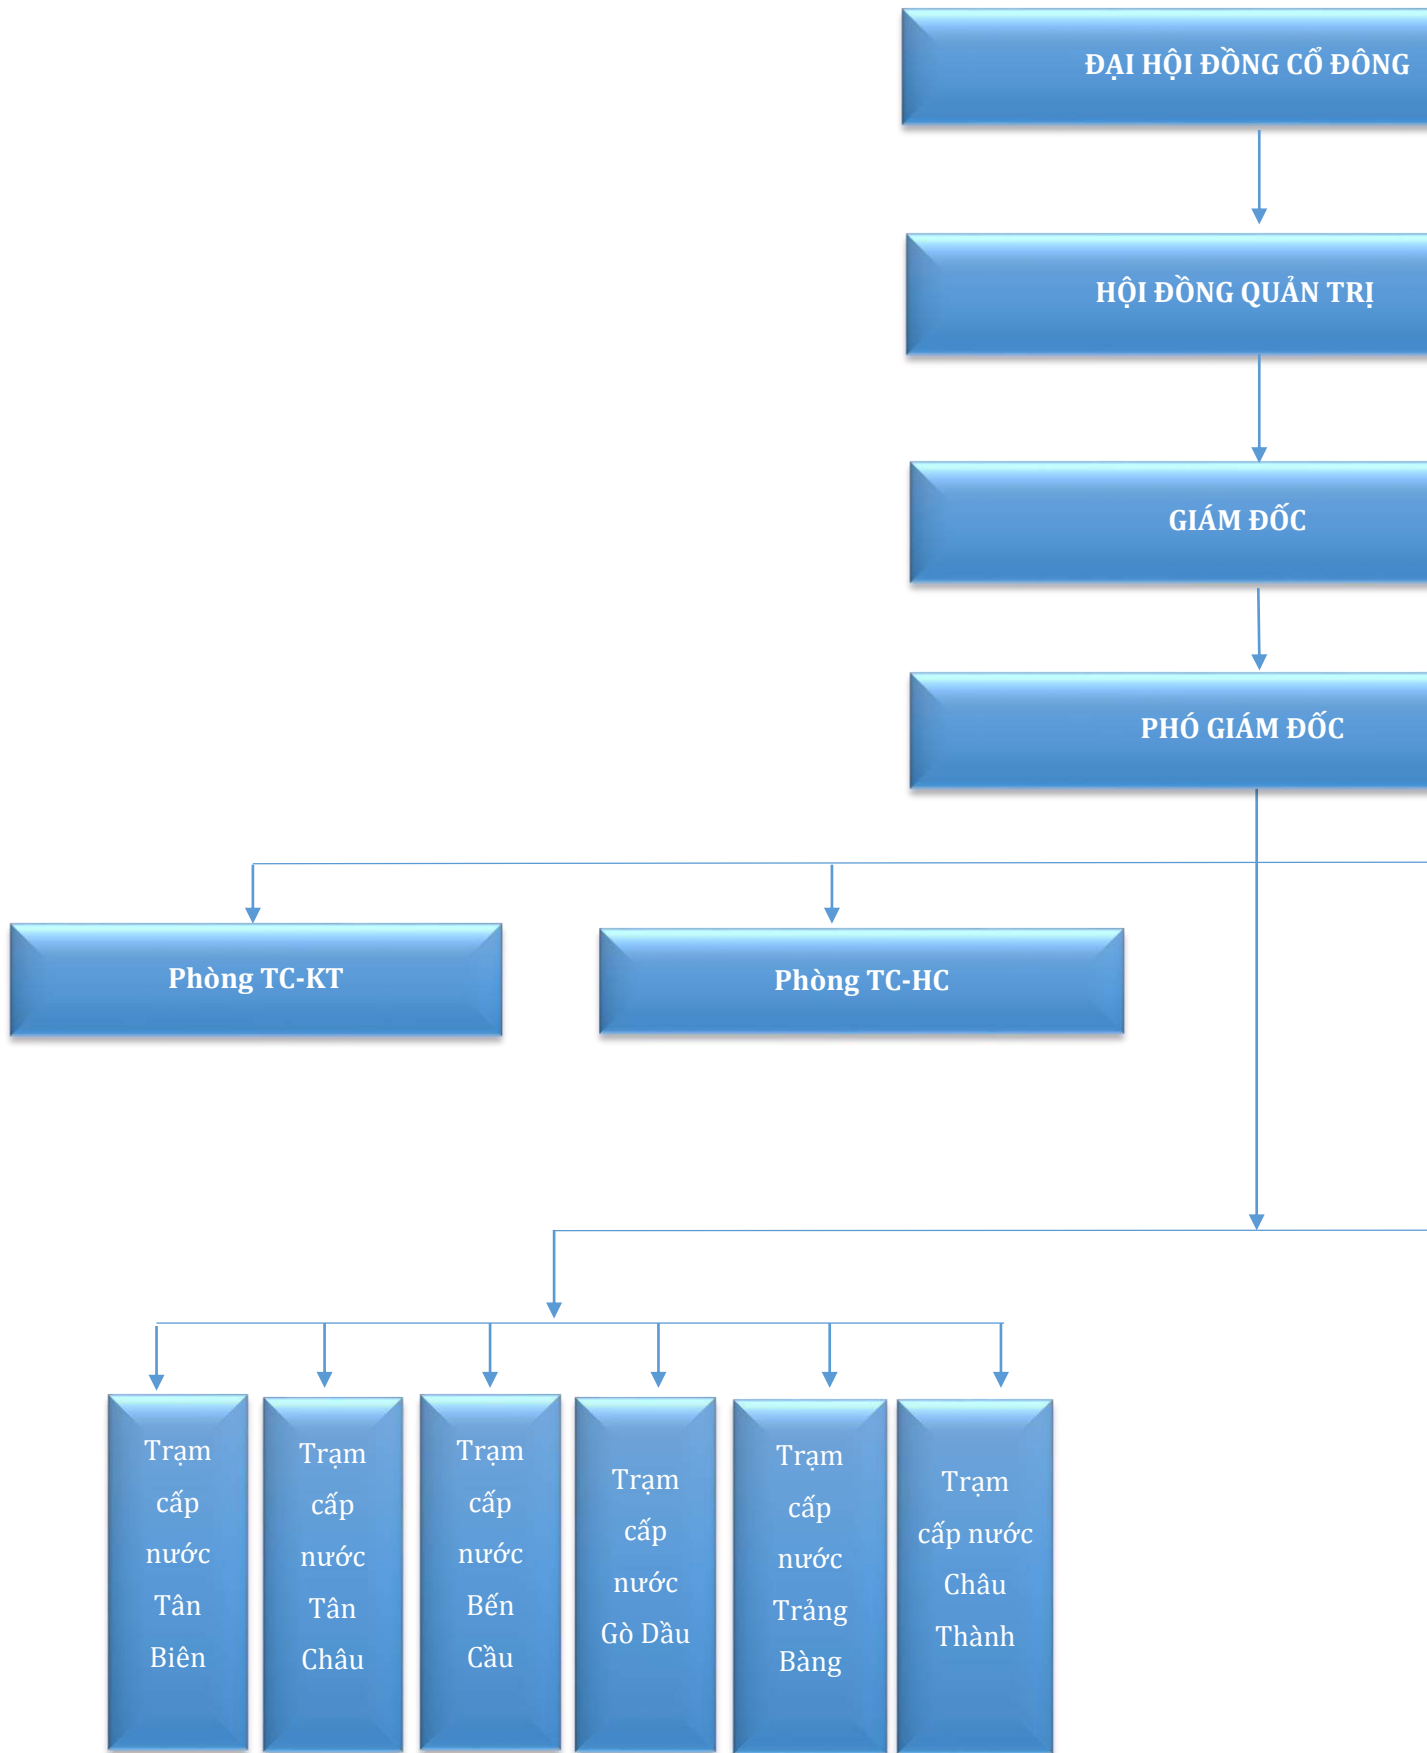 ĐẠI HỘI ĐỒNG CỔ ĐÔNG
HỘI ĐỒNG QUẢN TRỊ
GIÁM ĐỐC
PHÓ GIÁM ĐỐC
Phòng TC-KT
Phòng TC-HC
Trạm
cấp
nước
Tân
Biên
Trạm
cấp
nước
Tân
Châu
Trạm
cấp
nước
Bến
Cầu
Trạm
cấp
nước
Gò Dầu
Trạm
cấp
nước
Trảng
Bàng
Trạm
cấp nước
Châu
Thành